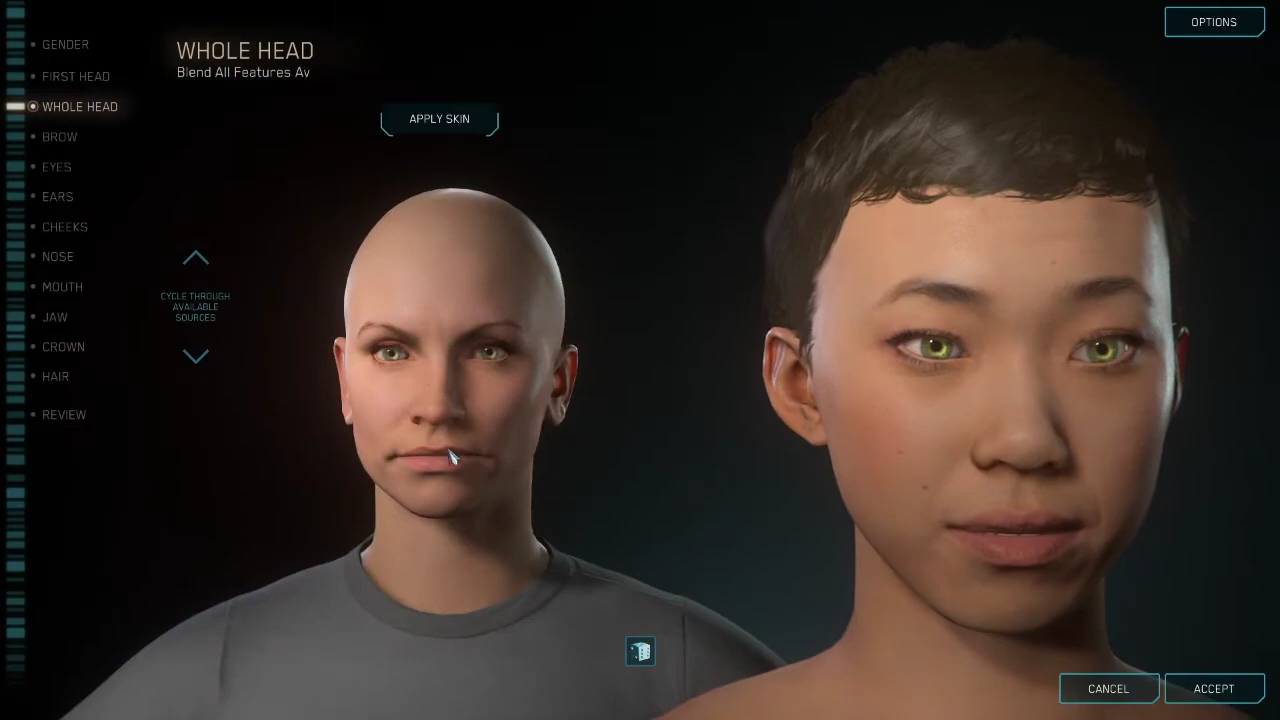 OPTIONS
GENDER
FIRST HEAD
WHOLE HEAD
BROW
EYES
EARS
CHEEKS
NOSE
MOUTH
JAW
CROWN
HAIR
REVIEW
WHOLE HEAD
Blend All Features Av
APPLY SKIN
CYCLE THROUGH
AVAILABLE
SOURCES
CANCEL
ACCEPT